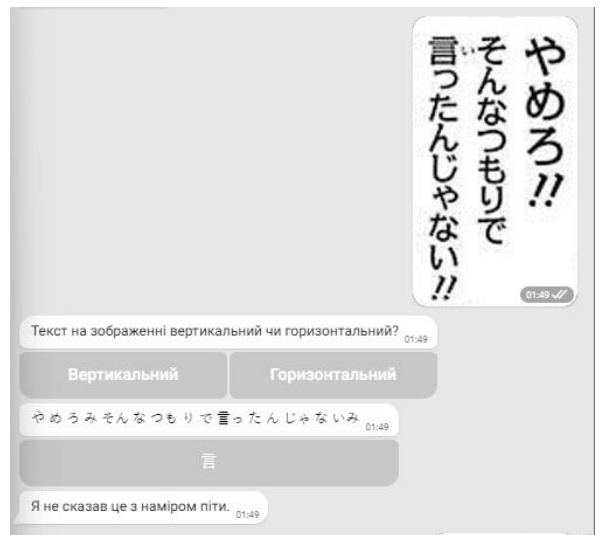 やめろ!!
そんなつもりで
言ったんじゃない!!
い
01:49
Текст на зображенні вертикальний чи горизонтальний? 01:49
Вертикальний
Горизонтальний
やめろみそんなつもりで言ったんじゃないみ 01:49
言
Я не сказав це з наміром піти. 01:49